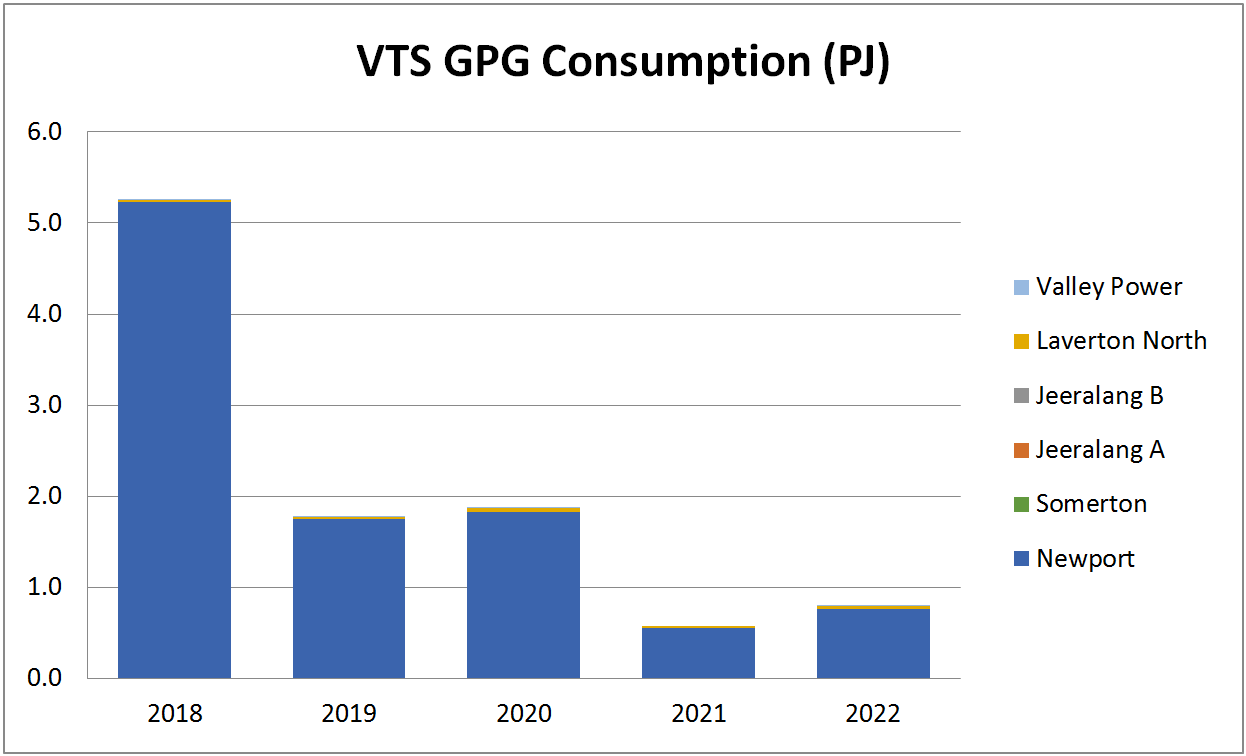 VTS GPG Consumption (PJ)
6.0
5.0
4.0
3.0
2.0
1.0
0.0
2018 2019 2020 2021 2022
Valley Power
Laverton North
Jeeralang B
Jeeralang A
Somerton
Newport